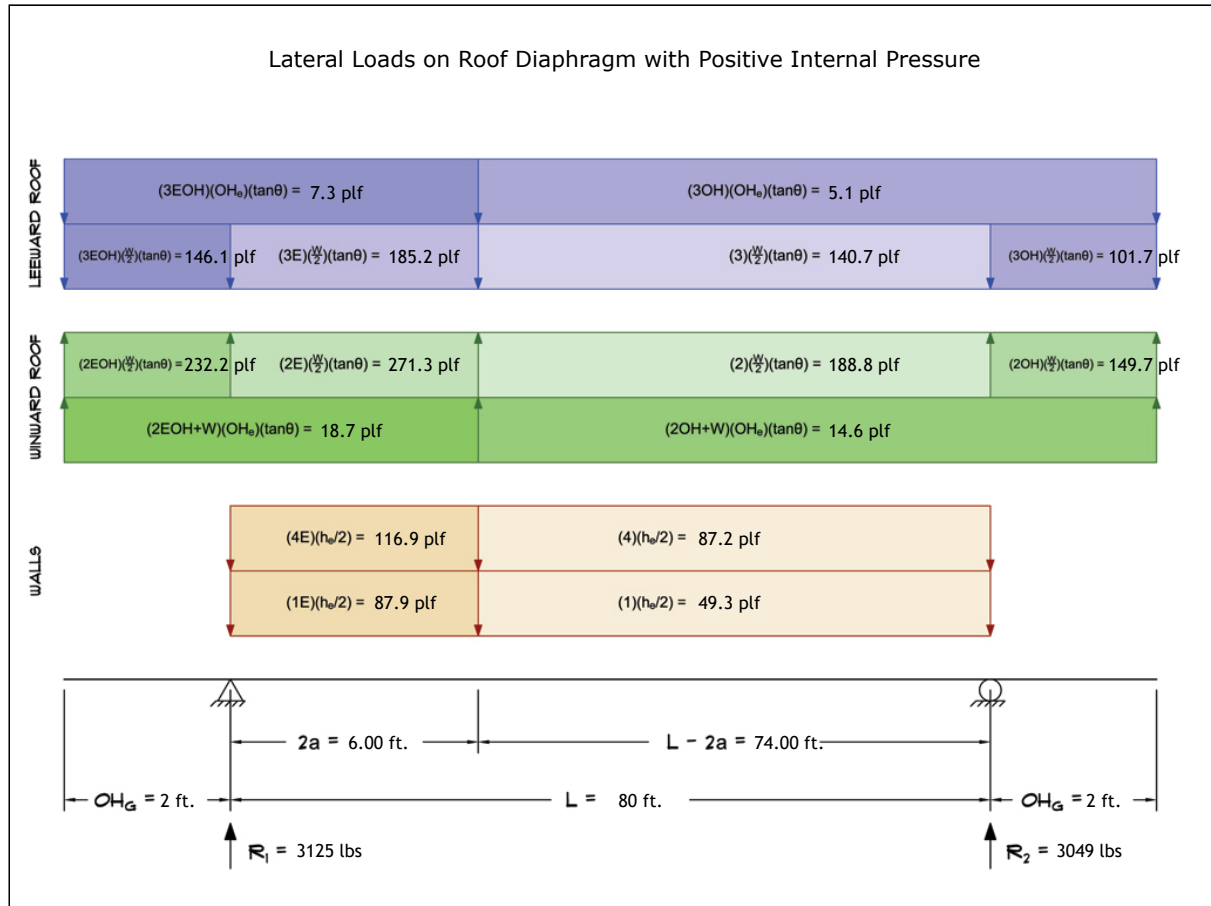 Lateral Loads on Roof Diaphragm with Positive Internal Pressure
LEEWARD ROOF
(3EOH)(OHₑ)(tanθ) = 7.3 plf
(3OH)(OHₑ)(tanθ) = 5.1 plf
(3EOH)(W/2)(tanθ) = 146.1 plf
(3E)(W/2)(tanθ) = 185.2 plf
(3)(W/2)(tanθ) = 140.7 plf
(3OH)(W/2)(tanθ) = 101.7 plf
WINWARD ROOF
(2EOH)(W/2)(tanθ) = 232.2 plf
(2E)(W/2)(tanθ) = 271.3 plf
(2)(W/2)(tanθ) = 188.8 plf
(2OH)(W/2)(tanθ) = 149.7 plf
(2EOH+W)(OHₑ)(tanθ) = 18.7 plf
(2OH+W)(OHₑ)(tanθ) = 14.6 plf
WALLS
(4E)(hₑ/2) = 116.9 plf
(4)(hₑ/2) = 87.2 plf
(1E)(hₑ/2) = 87.9 plf
(1)(hₑ/2) = 49.3 plf
2a = 6.00 ft.
L - 2a = 74.00 ft.
OH_G = 2 ft.
L = 80 ft.
OH_G = 2 ft.
R₁ = 3125 lbs
R₂ = 3049 lbs